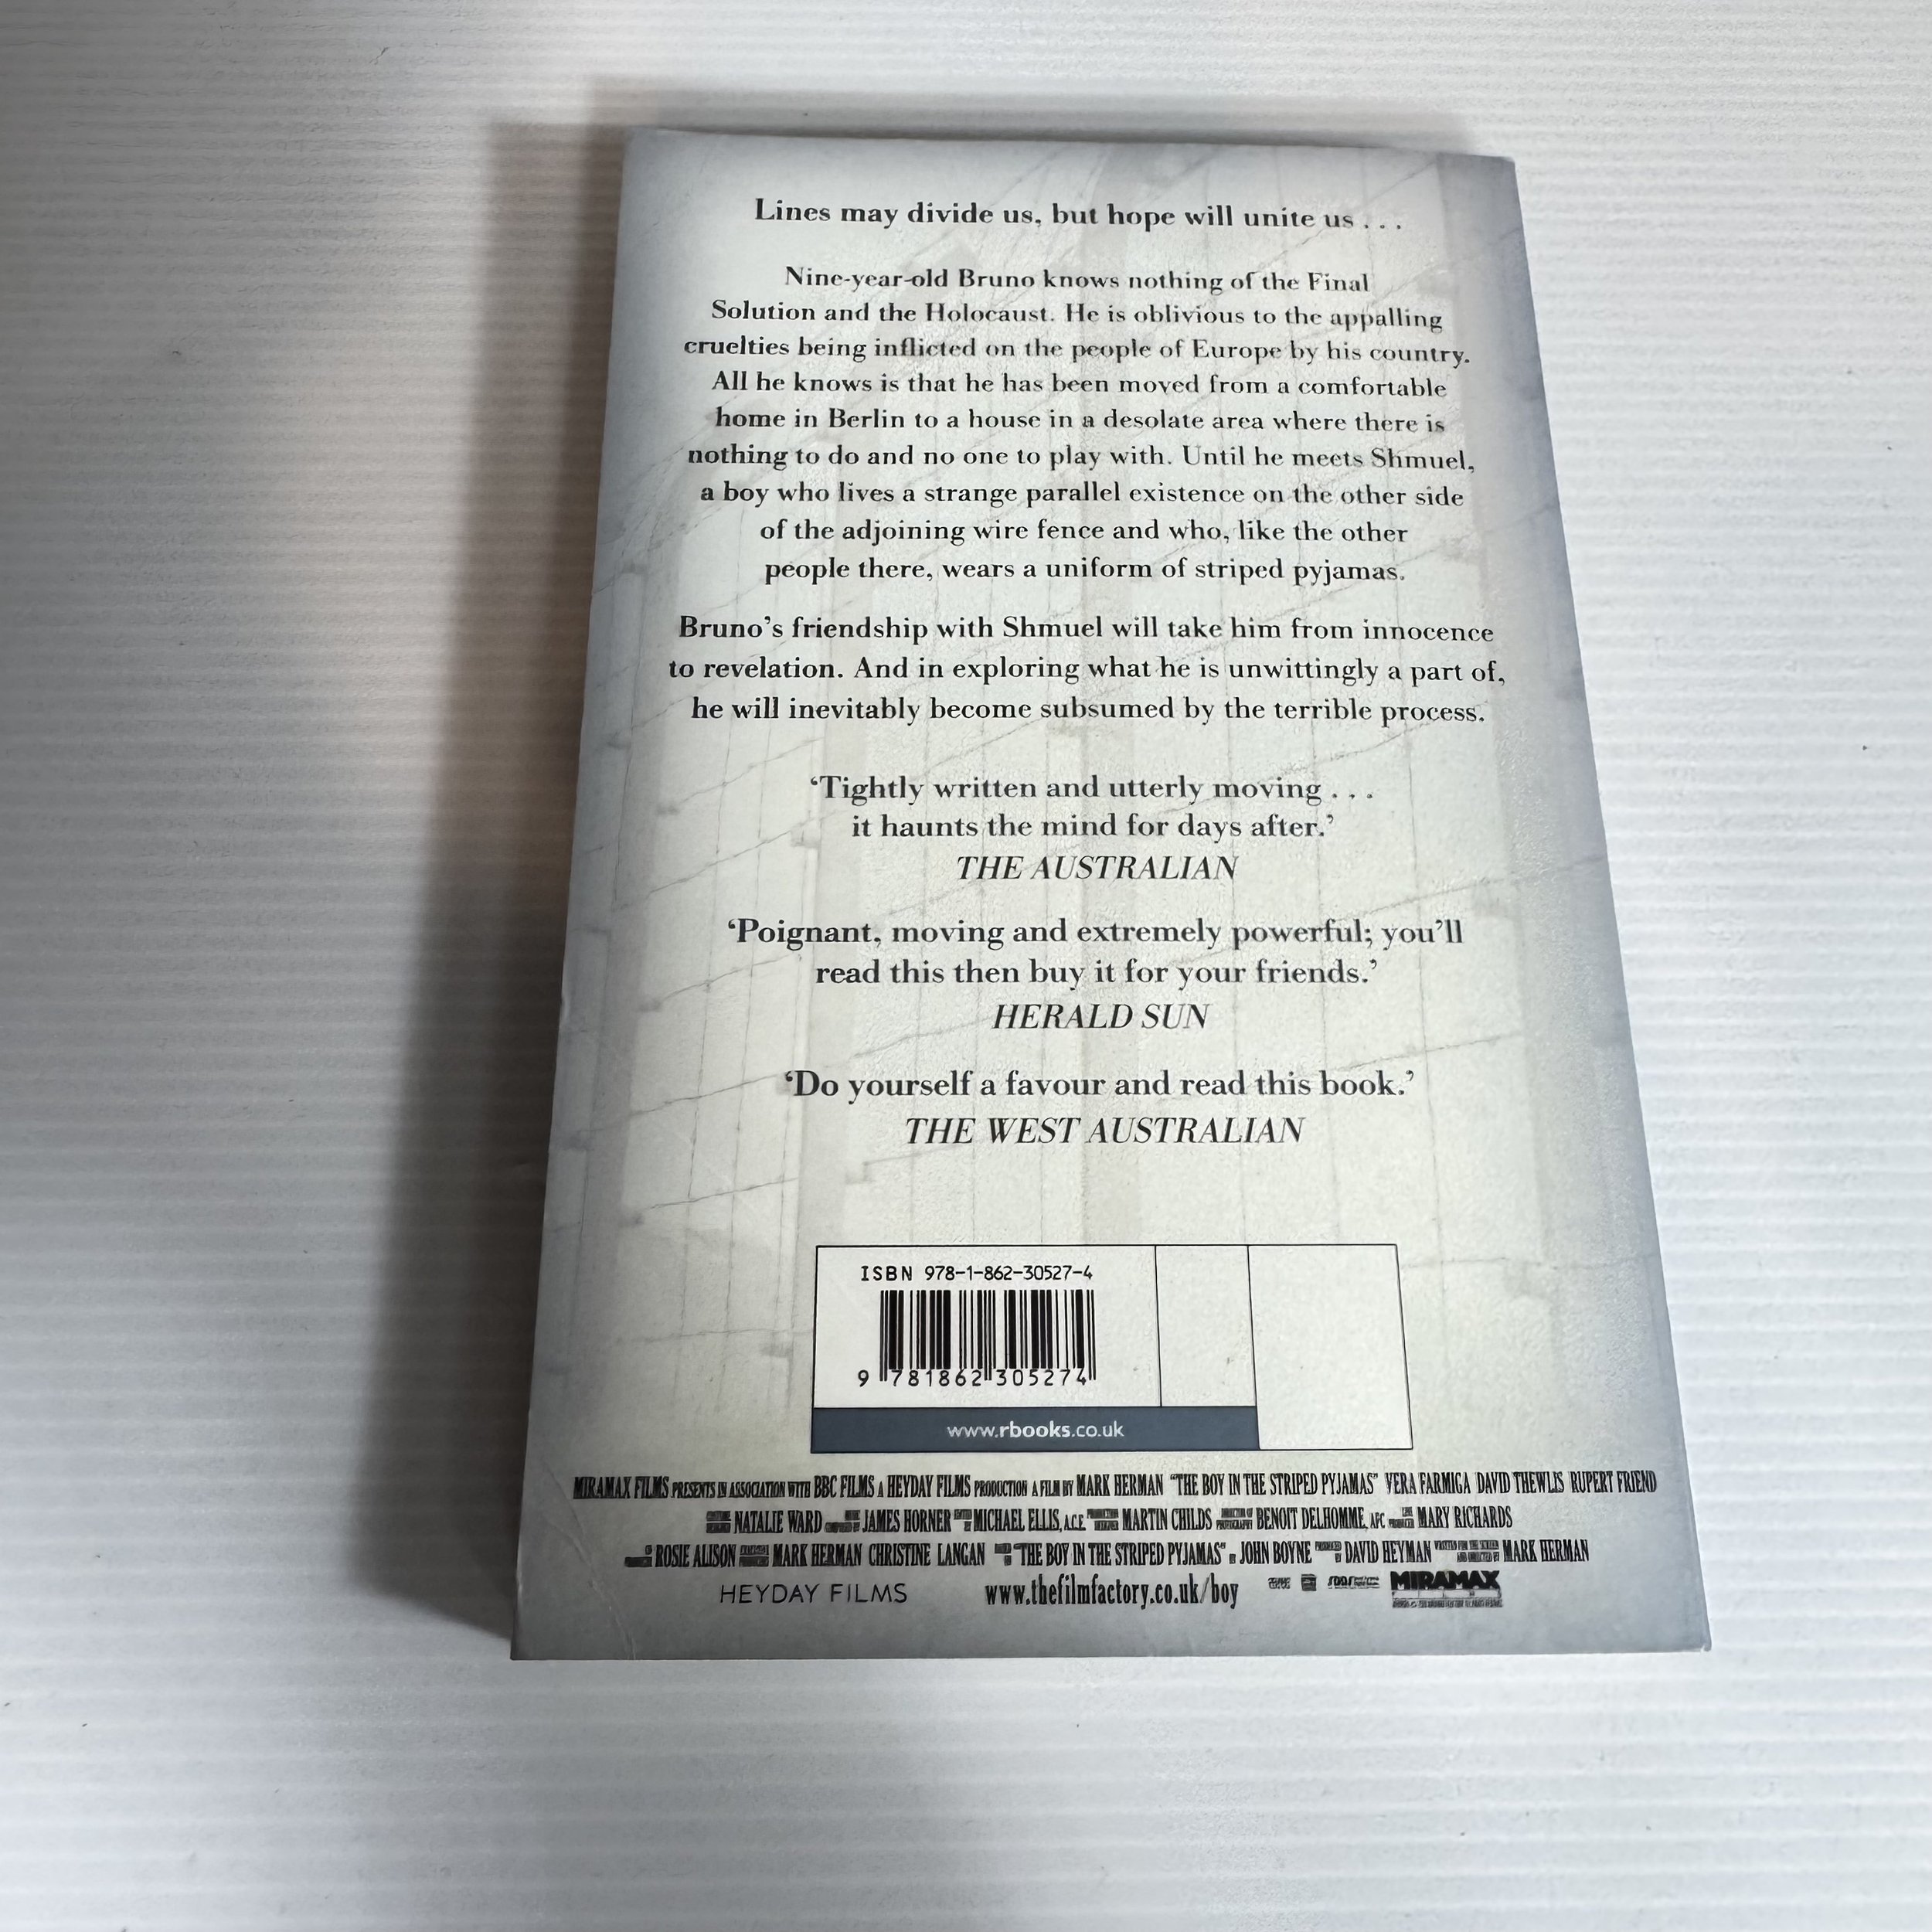 Lines may divide us, but hope will unite us . . .
Nine-year-old Bruno knows nothing of the Final
Solution and the Holocaust. He is oblivious to the appalling
cruelties being inflicted on the people of Europe by his country.
All he knows is that he has been moved from a comfortable
home in Berlin to a house in a desolate area where there is
nothing to do and no one to play with. Until he meets Shmuel,
a boy who lives a strange parallel existence on the other side
of the adjoining wire fence and who, like the other
people there, wears a uniform of striped pyjamas.
Bruno’s friendship with Shmuel will take him from innocence
to revelation. And in exploring what he is unwittingly a part of,
he will inevitably become subsumed by the terrible process.
‘Tightly written and utterly moving . . .
it haunts the mind for days after.’
THE AUSTRALIAN
‘Poignant, moving and extremely powerful; you’ll
read this then buy it for your friends.’
HERALD SUN
‘Do yourself a favour and read this book.’
THE WEST AUSTRALIAN
ISBN 978-1-862-30527-4
9 781862 305274
www.rbooks.co.uk
MIRAMAX FILMS PRESENTS IN ASSOCIATION WITH BBC FILMS A HEYDAY FILMS PRODUCTION A FILM BY MARK HERMAN “THE BOY IN THE STRIPED PYJAMAS” VERA FARMIGA DAVID THEWLIS RUPERT FRIEND
NATALIE WARD JAMES HORNER MICHAEL ELLIS, A.C.E. MARTIN CHILDS BENOIT DELHOMME, AFC MARY RICHARDS
ROSIE ALISON MARK HERMAN CHRISTINE LANGAN “THE BOY IN THE STRIPED PYJAMAS” JOHN BOYNE DAVID HEYMAN MARK HERMAN
HEYDAY FILMS www.thefilmfactory.co.uk/boy MIRAMAX